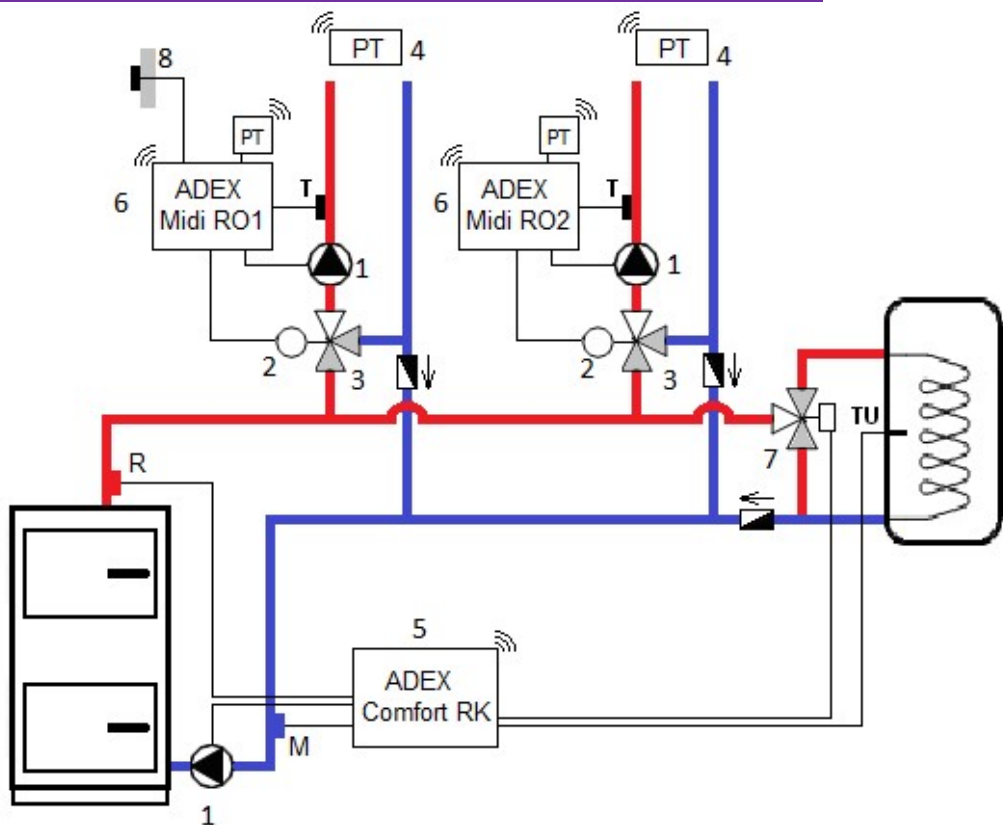 PT 4
PT 4
8
PT
PT
6
ADEX
Midi RO1
T
6
ADEX
Midi RO2
T
1
1
2
3
2
3
7
TU
R
5
ADEX
Comfort RK
M
1